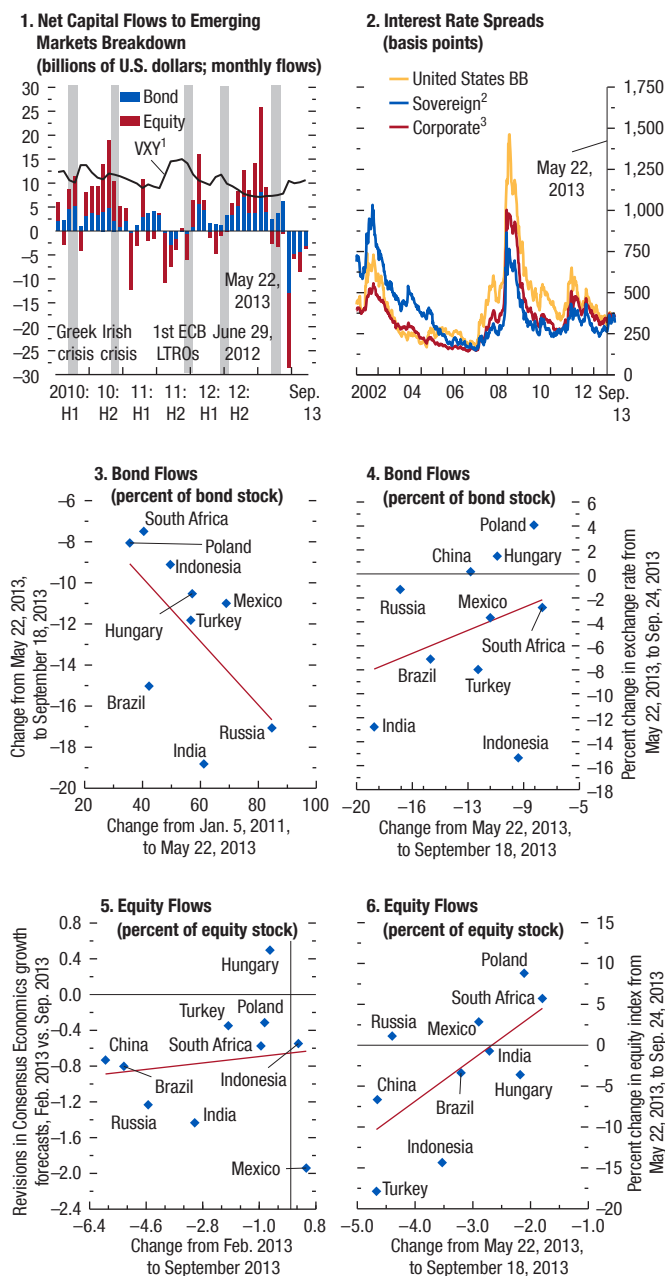 1. Net Capital Flows to Emerging
Markets Breakdown
(billions of U.S. dollars; monthly flows)
30
25
20
15
10
5
0
−5
−10
−15
−20
−25
−30
Bond
Equity
VXY1
May 22,
2013
Greek Irish 1st ECB June 29,
crisis crisis LTROs 2012
2010: 10: 11: 11: 12: 12: Sep.
H1 H2 H1 H2 H1 H2 13
2. Interest Rate Spreads
(basis points)
United States BB
Sovereign2
Corporate3
May 22,
2013
1,750
1,500
1,250
1,000
750
500
250
0
2002 04 06 08 10 12 Sep.
13
3. Bond Flows
(percent of bond stock)
Change from May 22, 2013,
to September 18, 2013
−6
−8
−10
−12
−14
−16
−18
−20
South Africa
Poland
Indonesia
Mexico
Hungary
Turkey
Brazil
Russia
India
20 40 60 80 100
Change from Jan. 5, 2011,
to May 22, 2013
4. Bond Flows
(percent of bond stock)
Poland
China
Hungary
Russia
Mexico
South Africa
Brazil
Turkey
India
Indonesia
6
4
2
0
−2
−4
−6
−8
−10
−12
−14
−16
−18
Percent change in exchange rate from
May 22, 2013, to Sep. 24, 2013
−20 −16 −13 −9 −5
Change from May 22, 2013,
to September 18, 2013
5. Equity Flows
(percent of equity stock)
Revisions in Consensus Economics growth
forecasts, Feb. 2013 vs. Sep. 2013
0.8
0.4
0.0
−0.4
−0.8
−1.2
−1.6
−2.0
−2.4
Hungary
Turkey
Poland
China
South Africa
Brazil
Indonesia
Russia
India
Mexico
−6.4 −4.6 −2.8 −1.0 0.8
Change from Feb. 2013
to September 2013
6. Equity Flows
(percent of equity stock)
Poland
South Africa
Russia
Mexico
India
China
Brazil
Hungary
Indonesia
Turkey
15
10
5
0
−5
−10
−15
−20
Percent change in equity index from
May 22, 2013, to Sep. 24, 2013
−5.0 −4.0 −3.0 −2.0 −1.0
Change from May 22, 2013,
to September 18, 2013